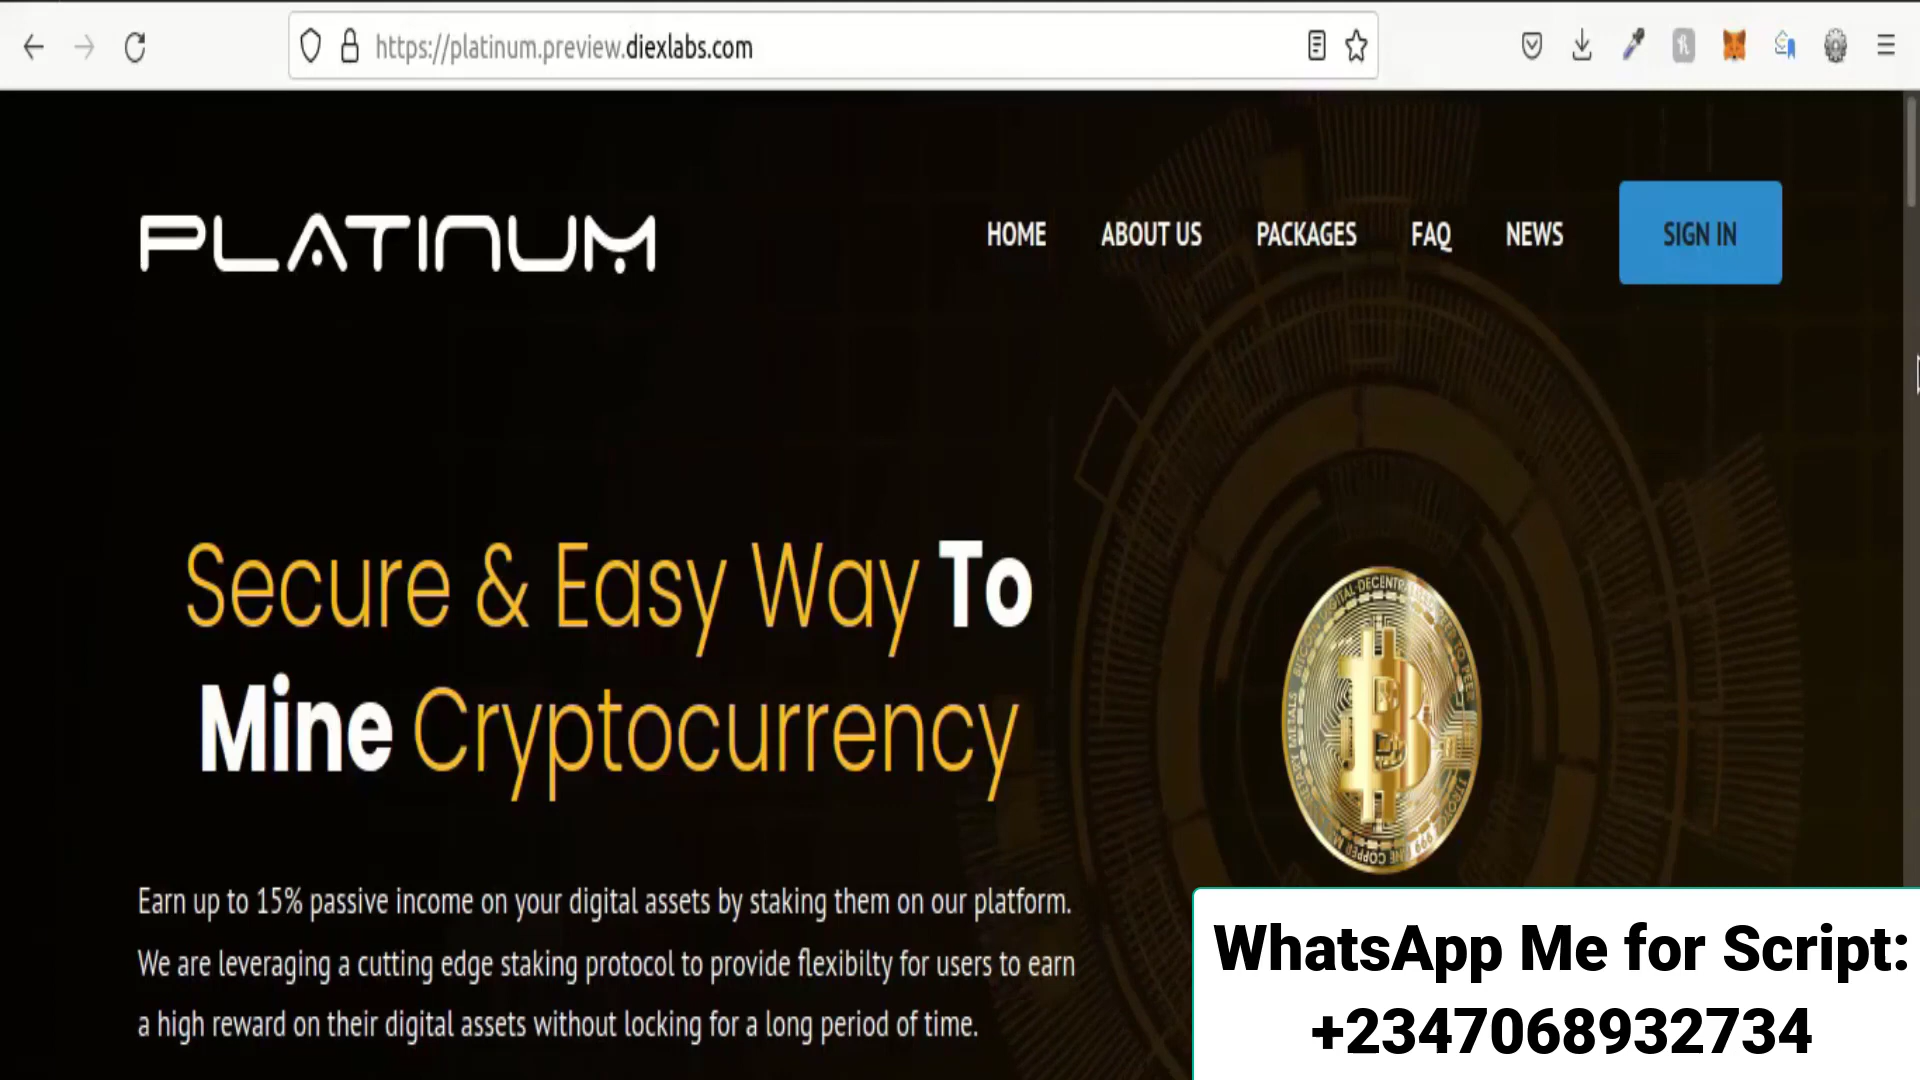 https://platinum.preview.diexlabs.com
PLATINUM
HOME ABOUT US PACKAGES FAQ NEWS SIGN IN
Secure & Easy Way To
Mine Cryptocurrency
Earn up to 15% passive income on your digital assets by staking them on our platform.
We are leveraging a cutting edge staking protocol to provide flexibilty for users to earn
a high reward on their digital assets without locking for a long period of time.
WhatsApp Me for Script:
+2347068932734